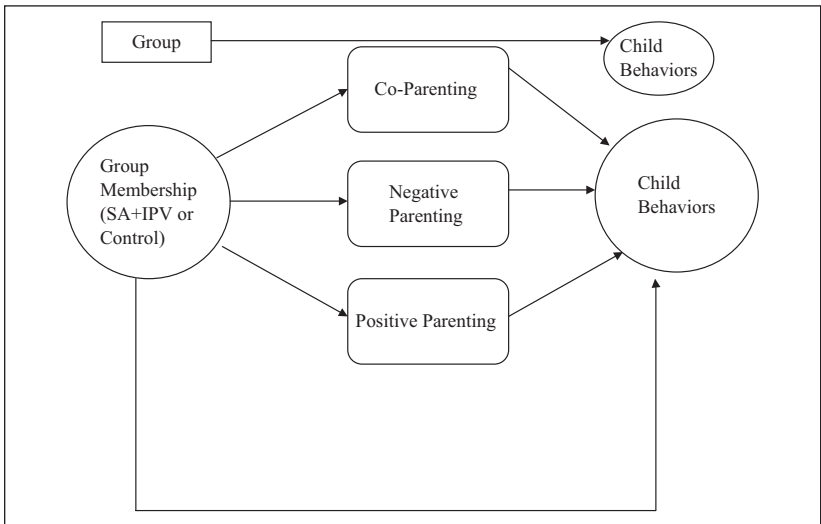 Group
Child
Behaviors
Co-Parenting
Group
Membership
(SA+IPV or
Control)
Negative
Parenting
Child
Behaviors
Positive Parenting